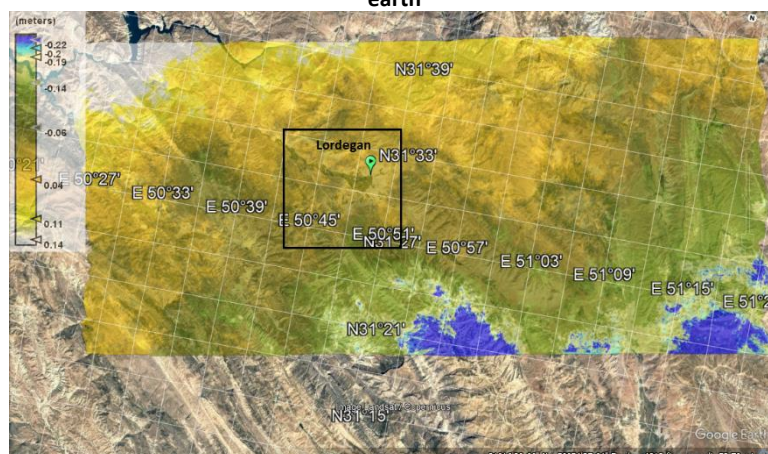 earth
(meters)
-0.22
-0.2
-0.19
-0.14
-0.06
0.04
0.11
0.14
N31°39'
Lordegan
N31°33'
E 50°27'
E 50°33'
E 50°39'
E 50°45'
E 50°51'
N31°27'
E 50°57'
E 51°03'
E 51°09'
E 51°15'
E 51°2
N31°21'
N31°15'
Google Earth